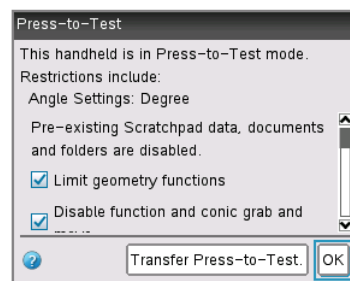 Press-to-Test
This handheld is in Press-to-Test mode.
Restrictions include:
Angle Settings: Degree
Pre-existing Scratchpad data, documents
and folders are disabled.
Limit geometry functions
Disable function and conic grab and
Transfer Press-to-Test.
OK